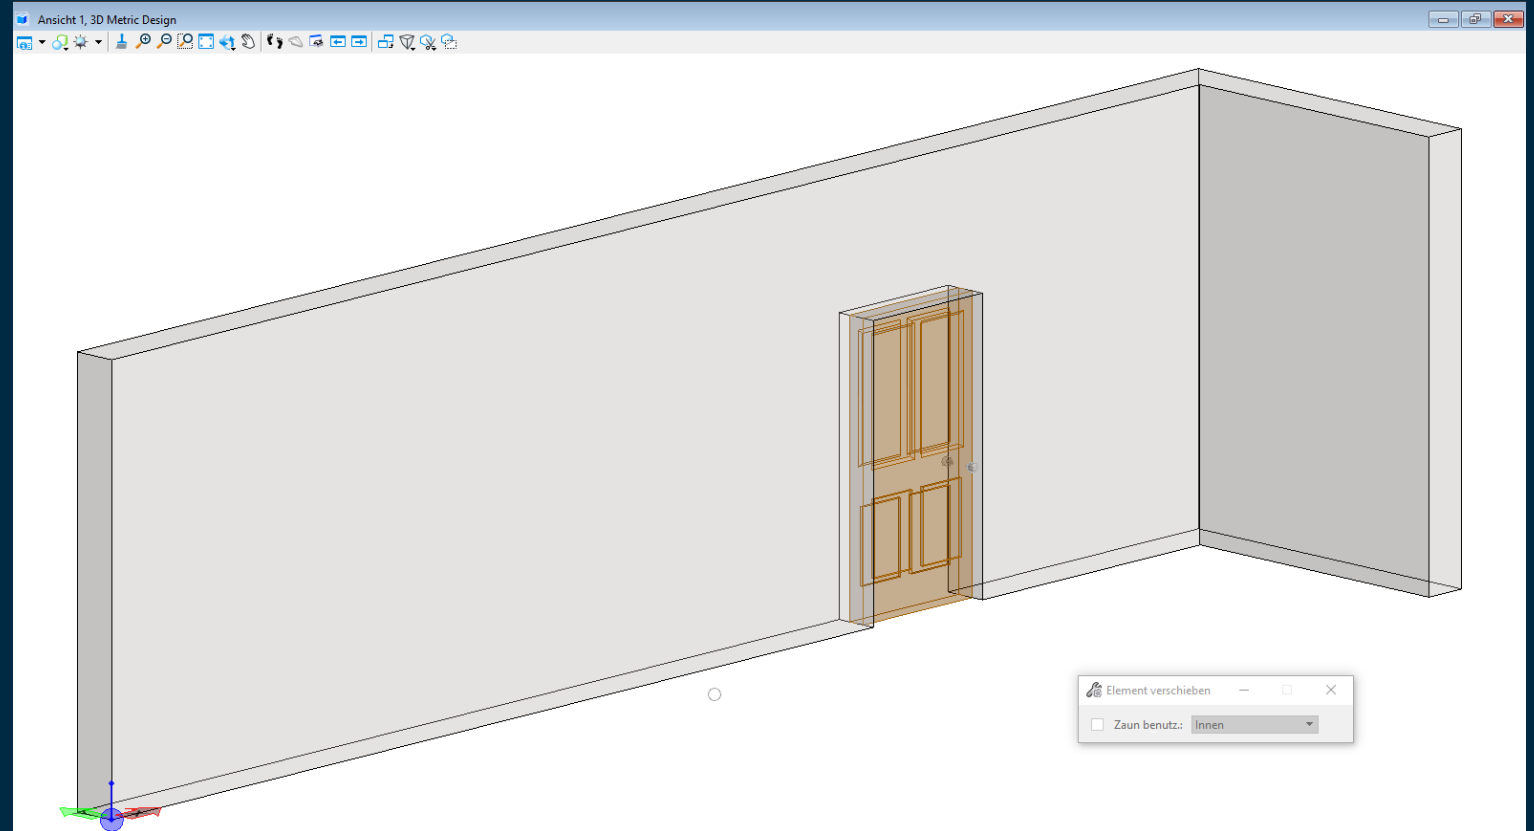 Ansicht 1, 3D Metric Design
Element verschieben
Zaun benutz.: Innen